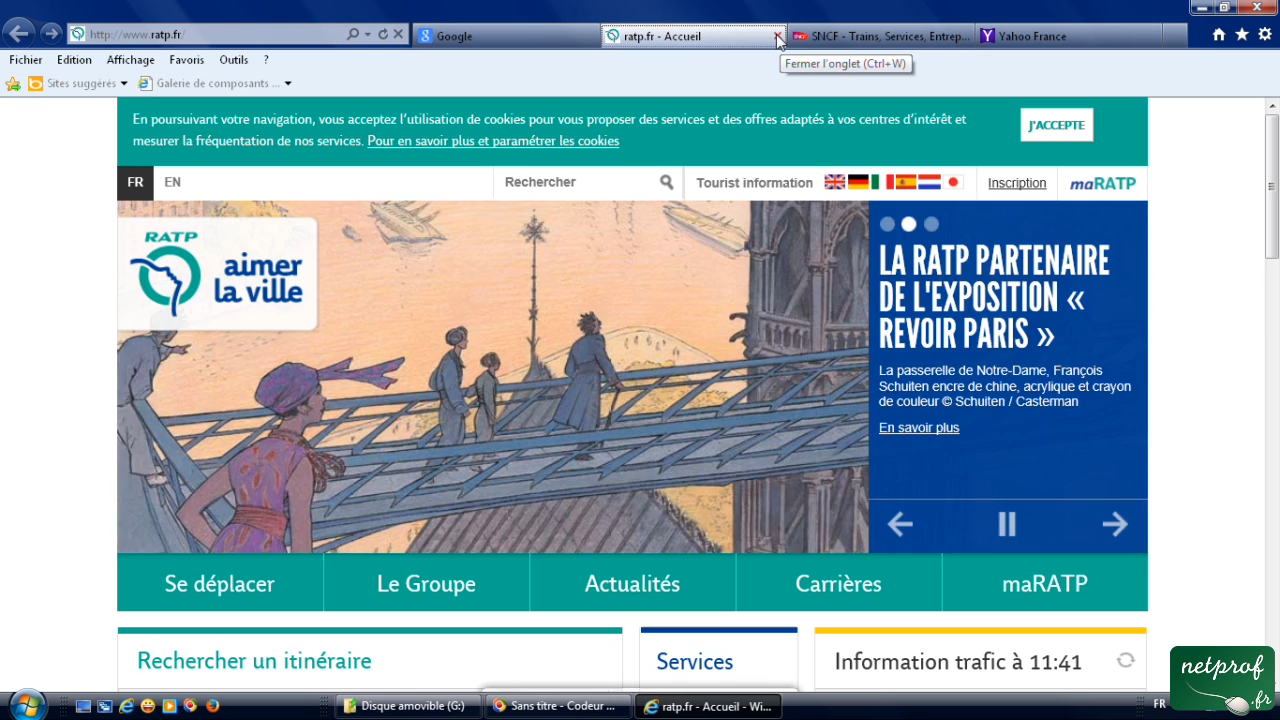 http://www.ratp.fr/
Google
ratp.fr - Accueil
SNCF - Trains, Services, Entrep...
Yahoo France
Fichier Edition Affichage Favoris Outils ?
Fermer l'onglet (Ctrl+W)
Sites suggérés
Galerie de composants ...
En poursuivant votre navigation, vous acceptez l'utilisation de cookies pour vous proposer des services et des offres adaptés à vos centres d'intérêt et
mesurer la fréquentation de nos services. Pour en savoir plus et paramétrer les cookies
J'ACCEPTE
FR EN Rechercher Tourist information Inscription maRATP
RATP
aimer
la ville
LA RATP PARTENAIRE
DE L'EXPOSITION «
REVOIR PARIS »
La passerelle de Notre-Dame, François
Schuiten encre de chine, acrylique et crayon
de couleur © Schuiten / Casterman
En savoir plus
Se déplacer Le Groupe Actualités Carrières maRATP
Rechercher un itinéraire
Services
Information trafic à 11:41
netprof
.fr
Disque amovible (G:)
Sans titre - Codeur ...
ratp.fr - Accueil - Wi...
FR